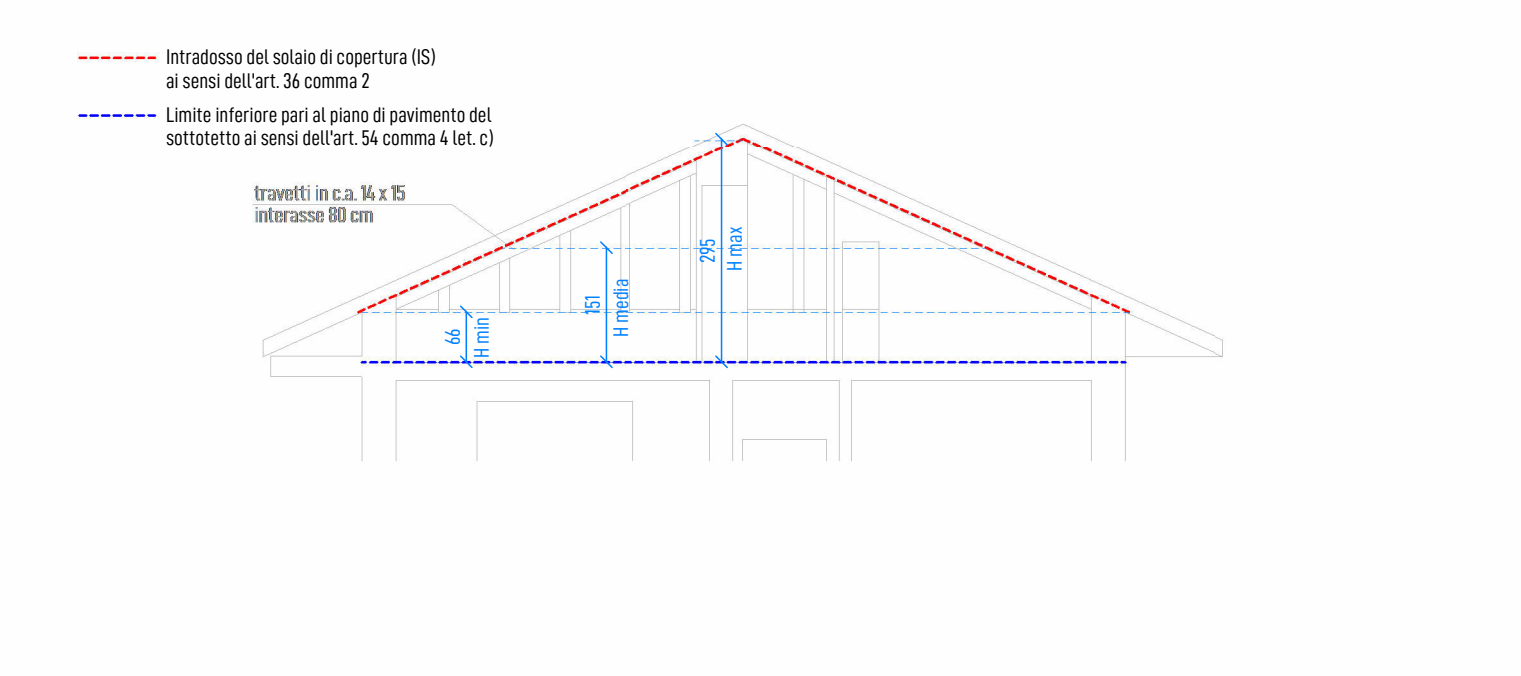 Intradosso del solaio di copertura (IS)
ai sensi dell'art. 36 comma 2
Limite inferiore pari al piano di pavimento del
sottotetto ai sensi dell'art. 54 comma 4 let. c)
travetti in c.a. 14 x 15
interasse 80 cm
295
H max
151
H media
66
H min